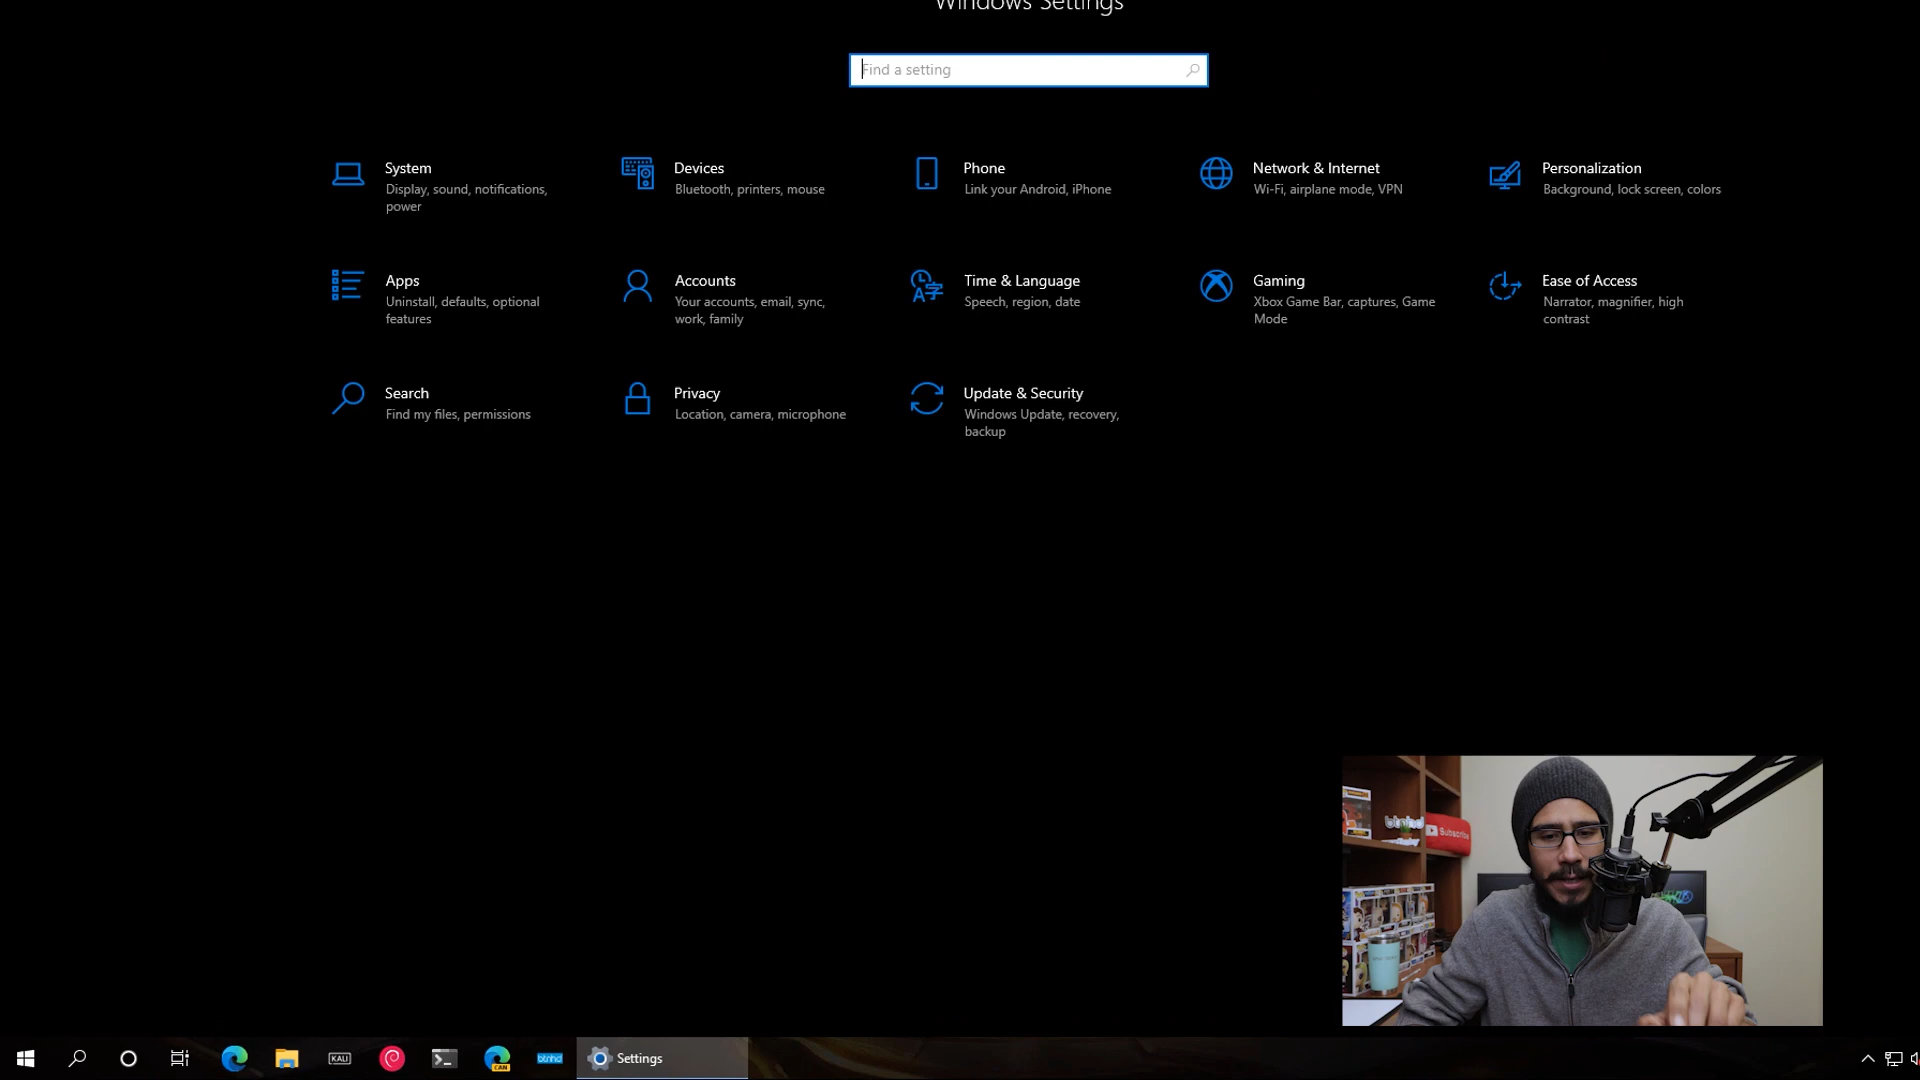 Windows Settings
Find a setting
System
Display, sound, notifications,
power
Devices
Bluetooth, printers, mouse
Phone
Link your Android, iPhone
Network & Internet
Wi-Fi, airplane mode, VPN
Personalization
Background, lock screen, colors
Apps
Uninstall, defaults, optional
features
Accounts
Your accounts, email, sync,
work, family
Time & Language
Speech, region, date
Gaming
Xbox Game Bar, captures, Game
Mode
Ease of Access
Narrator, magnifier, high
contrast
Search
Find my files, permissions
Privacy
Location, camera, microphone
Update & Security
Windows Update, recovery,
backup
btnhd
Subscribe
KALI
CAN
btnhd
Settings